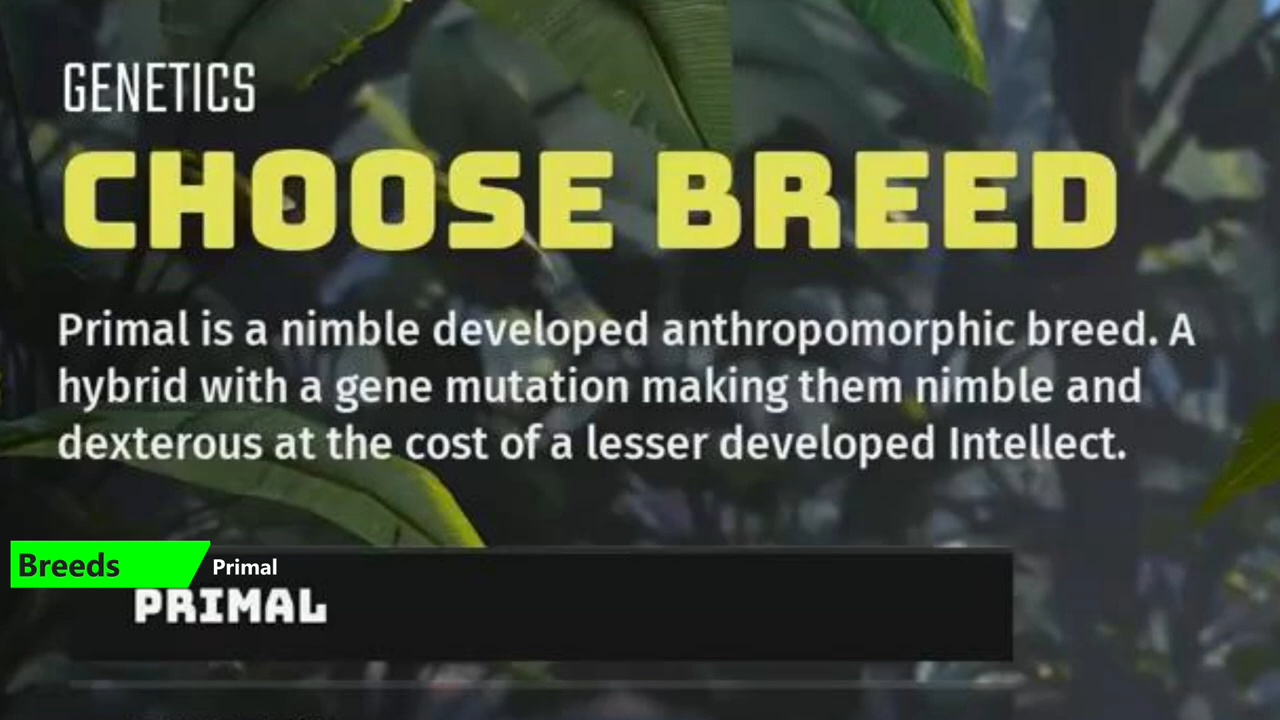 GENETICS
CHOOSE BREED
Primal is a nimble developed anthropomorphic breed. A
hybrid with a gene mutation making them nimble and
dexterous at the cost of a lesser developed Intellect.
Breeds
Primal
PRIMAL